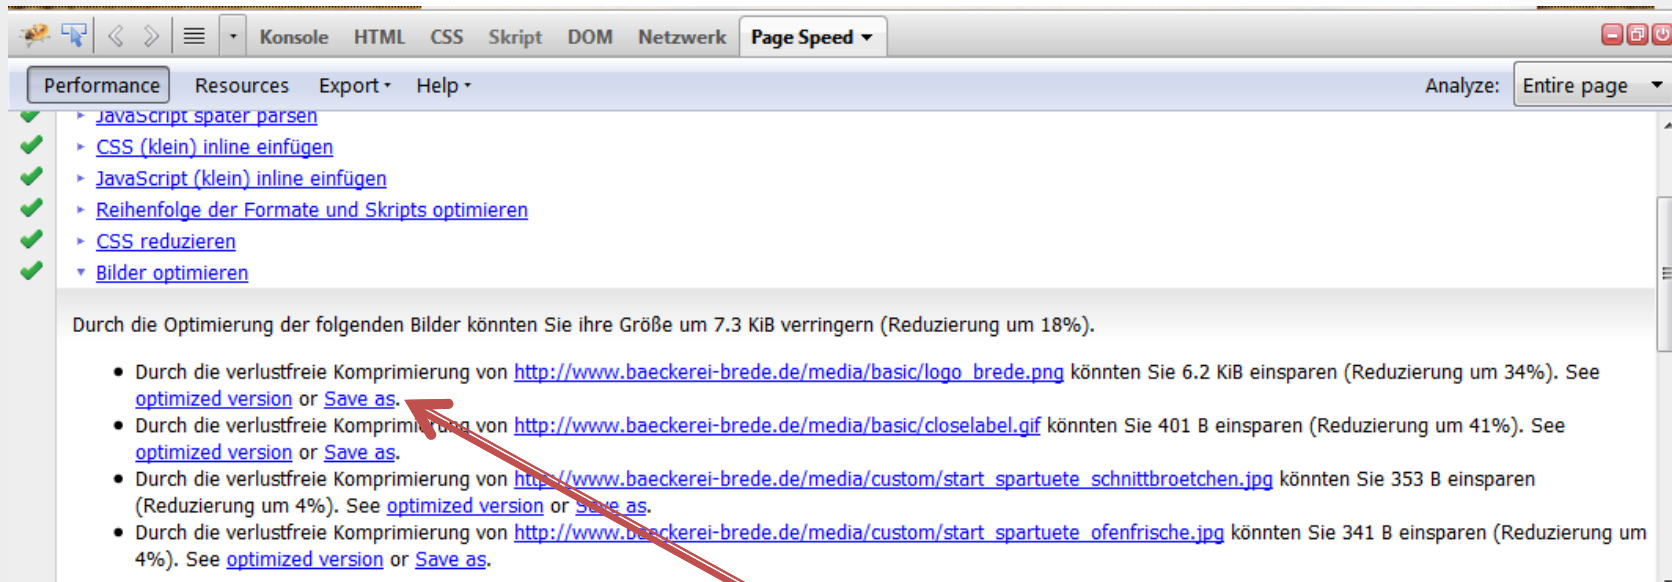 Konsole HTML CSS Skript DOM Netzwerk Page Speed
Performance Resources Export Help Analyze: Entire page
JavaScript später parsen
CSS (klein) inline einfügen
JavaScript (klein) inline einfügen
Reihenfolge der Formate und Skripts optimieren
CSS reduzieren
Bilder optimieren
Durch die Optimierung der folgenden Bilder könnten Sie ihre Größe um 7.3 KiB verringern (Reduzierung um 18%).
• Durch die verlustfreie Komprimierung von http://www.baeckerei-brede.de/media/basic/logo_brede.png könnten Sie 6.2 KiB einsparen (Reduzierung um 34%). See
optimized version or Save as.
• Durch die verlustfreie Komprimierung von http://www.baeckerei-brede.de/media/basic/closelabel.gif könnten Sie 401 B einsparen (Reduzierung um 41%). See
optimized version or Save as.
• Durch die verlustfreie Komprimierung von http://www.baeckerei-brede.de/media/custom/start_spartuete_schnittbroetchen.jpg könnten Sie 353 B einsparen
(Reduzierung um 4%). See optimized version or Save as.
• Durch die verlustfreie Komprimierung von http://www.baeckerei-brede.de/media/custom/start_spartuete_ofenfrische.jpg könnten Sie 341 B einsparen (Reduzierung um
4%). See optimized version or Save as.